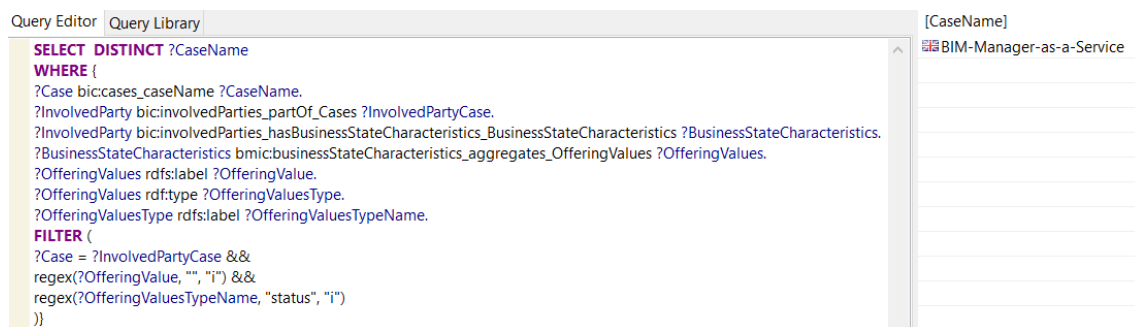 Query Editor Query Library
SELECT DISTINCT ?CaseName
WHERE {
?Case bic:cases_caseName ?CaseName.
?InvolvedParty bic:involvedParties_partOf_Cases ?InvolvedPartyCase.
?InvolvedParty bic:involvedParties_hasBusinessStateCharacteristics_BusinessStateCharacteristics ?BusinessStateCharacteristics.
?BusinessStateCharacteristics bmic:businessStateCharacteristics_aggregates_OfferingValues ?OfferingValues.
?OfferingValues rdfs:label ?OfferingValue.
?OfferingValues rdf:type ?OfferingValuesType.
?OfferingValuesType rdfs:label ?OfferingValuesTypeName.
FILTER (
?Case = ?InvolvedPartyCase &&
regex(?OfferingValue, "", "i") &&
regex(?OfferingValuesTypeName, "status", "i")
)}
[CaseName]
BIM-Manager-as-a-Service